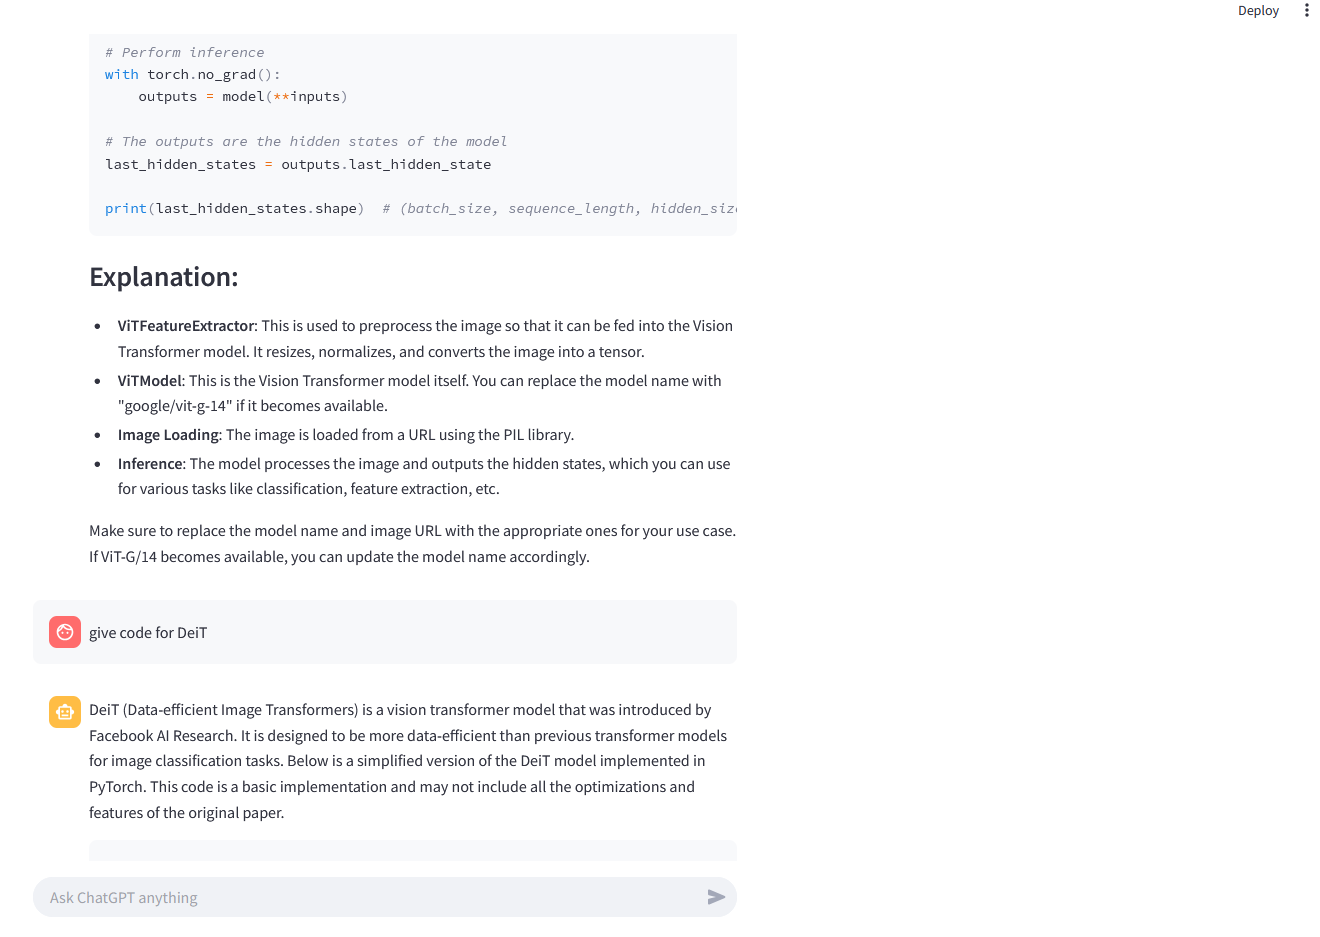 Deploy
# Perform inference
with torch.no_grad():
    outputs = model(**inputs)
# The outputs are the hidden states of the model
last_hidden_states = outputs.last_hidden_state
print(last_hidden_states.shape)  # (batch_size, sequence_length, hidden_size
Explanation:
• ViTFeatureExtractor: This is used to preprocess the image so that it can be fed into the Vision
Transformer model. It resizes, normalizes, and converts the image into a tensor.
• ViTModel: This is the Vision Transformer model itself. You can replace the model name with
"google/vit-g-14" if it becomes available.
• Image Loading: The image is loaded from a URL using the PIL library.
• Inference: The model processes the image and outputs the hidden states, which you can use
for various tasks like classification, feature extraction, etc.
Make sure to replace the model name and image URL with the appropriate ones for your use case.
If ViT-G/14 becomes available, you can update the model name accordingly.
give code for DeiT
DeiT (Data-efficient Image Transformers) is a vision transformer model that was introduced by
Facebook AI Research. It is designed to be more data-efficient than previous transformer models
for image classification tasks. Below is a simplified version of the DeiT model implemented in
PyTorch. This code is a basic implementation and may not include all the optimizations and
features of the original paper.
Ask ChatGPT anything